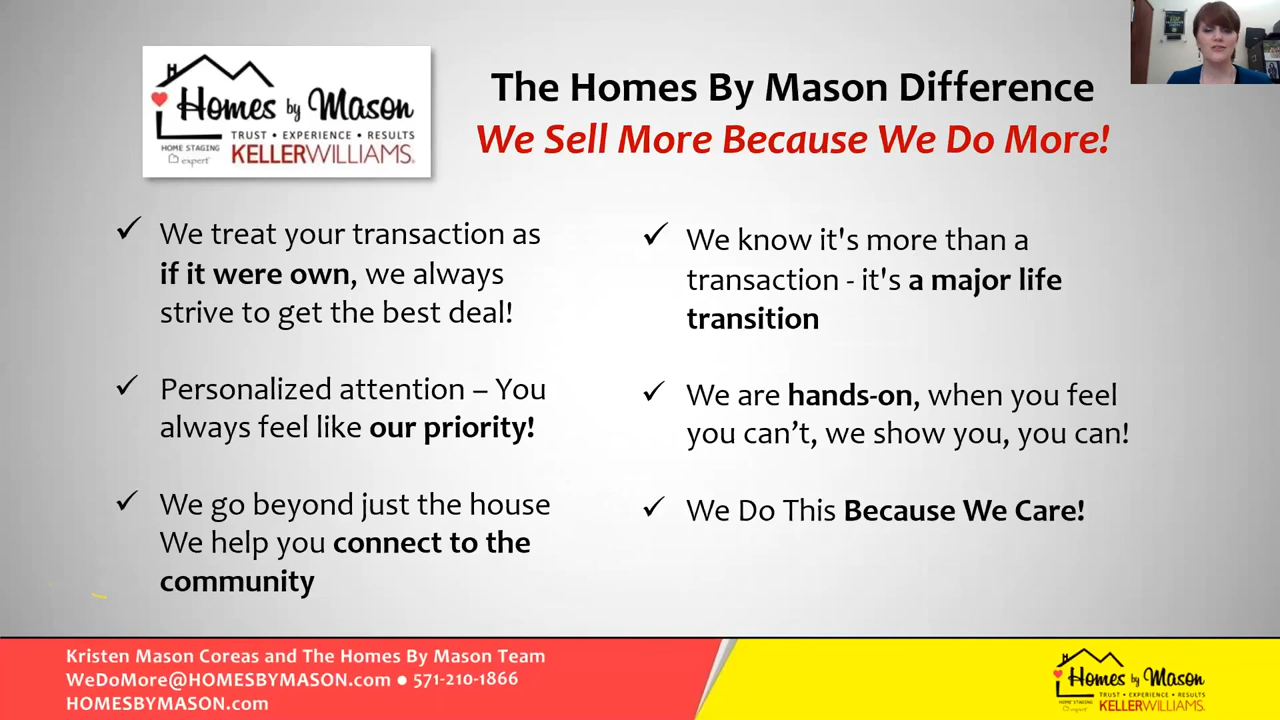 Homes by Mason
TRUST • EXPERIENCE • RESULTS
HOME STAGING
expert
KELLERWILLIAMS.
The Homes By Mason Difference
We Sell More Because We Do More!
✓ We treat your transaction as
if it were own, we always
strive to get the best deal!
✓ Personalized attention – You
always feel like our priority!
✓ We go beyond just the house
We help you connect to the
community
✓ We know it's more than a
transaction - it's a major life
transition
✓ We are hands-on, when you feel
you can’t, we show you, you can!
✓ We Do This Because We Care!
Kristen Mason Coreas and The Homes By Mason Team
WeDoMore@HOMESBYMASON.com ● 571-210-1866
HOMESBYMASON.com
Homes by Mason
TRUST • EXPERIENCE • RESULTS
HOME STAGING
expert
KELLERWILLIAMS.